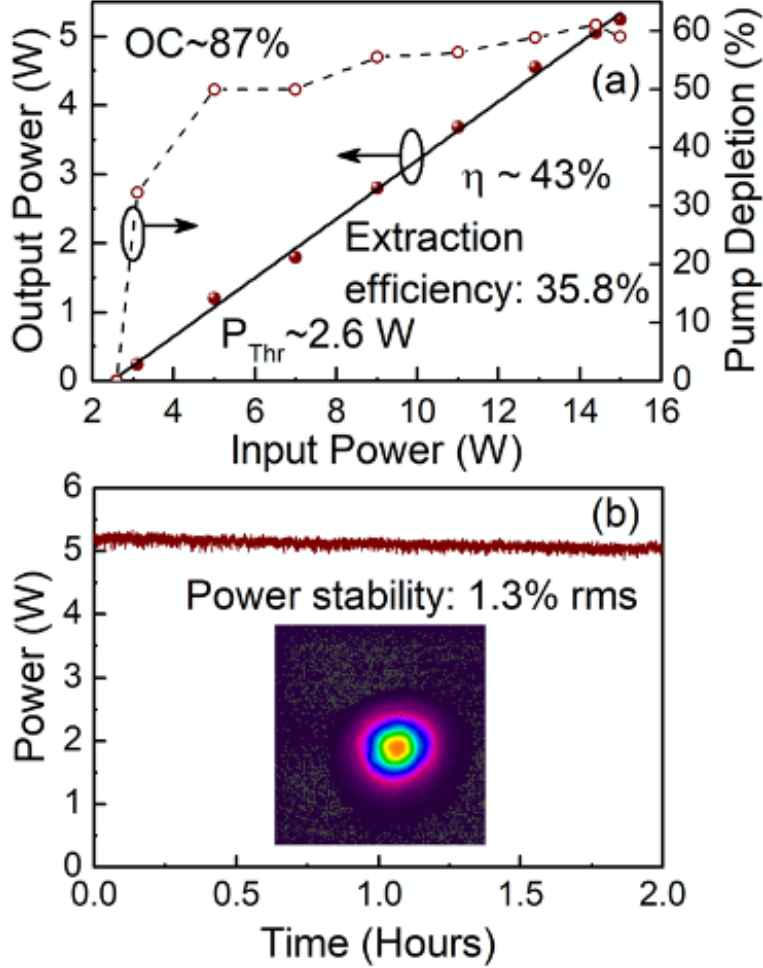 OC~87%
(a)
η ~ 43%
Extraction
efficiency: 35.8%
P_Thr~2.6 W
Output Power (W)
0
1
2
3
4
5
Pump Depletion (%)
0
10
20
30
40
50
60
2 4 6 8 10 12 14 16
Input Power (W)
(b)
Power stability: 1.3% rms
Power (W)
0
1
2
3
4
5
6
0.0 0.5 1.0 1.5 2.0
Time (Hours)